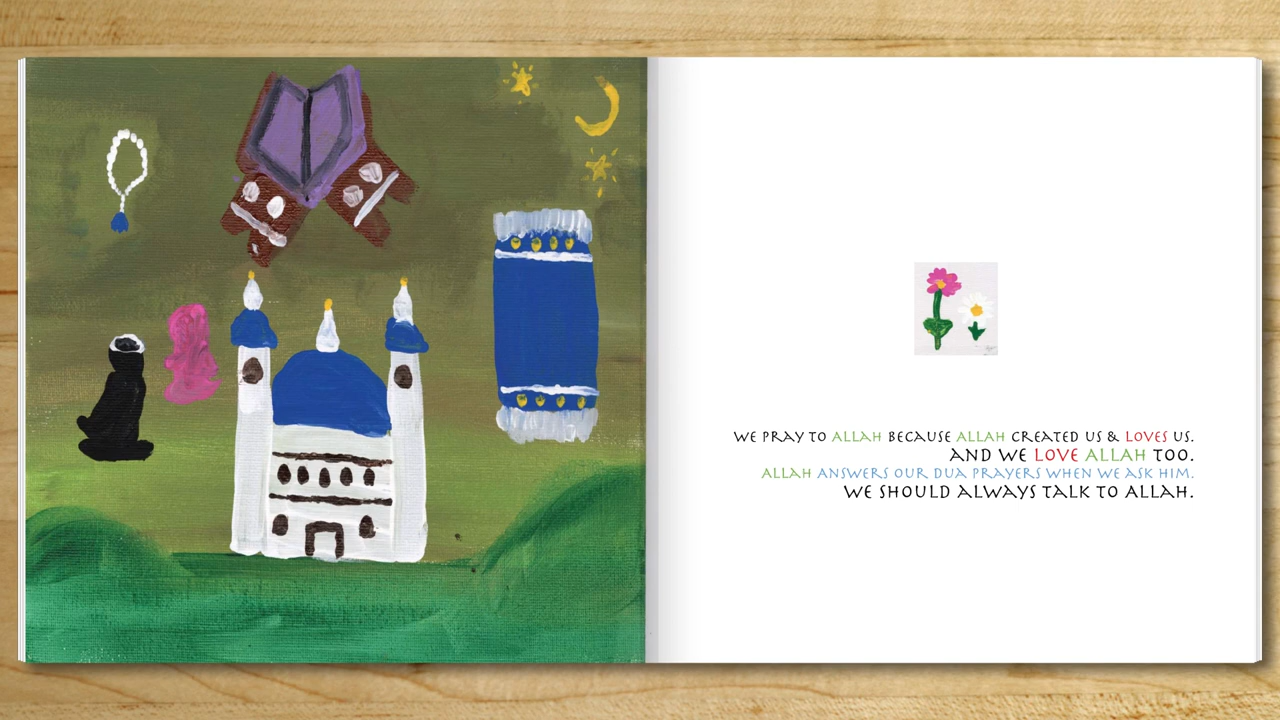 WE PRAY TO ALLAH BECAUSE ALLAH CREATED US & LOVES US.
AND WE LOVE ALLAH TOO.
ALLAH ANSWERS OUR DUA PRAYERS WHEN WE ASK HIM.
WE SHOULD ALWAYS TALK TO ALLAH.